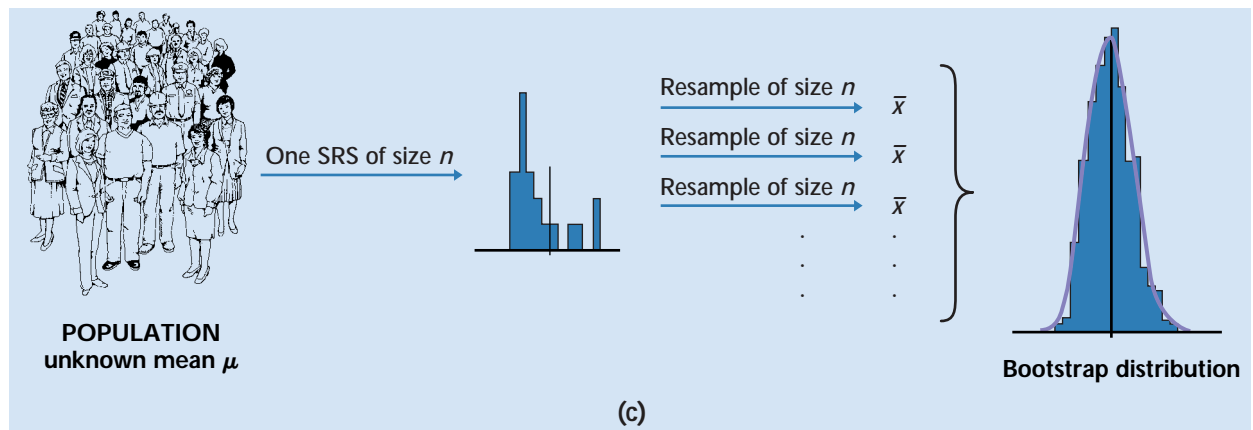 POPULATION
unknown mean μ
One SRS of size n
Resample of size n
x̄
Resample of size n
x̄
Resample of size n
x̄
Bootstrap distribution
(c)